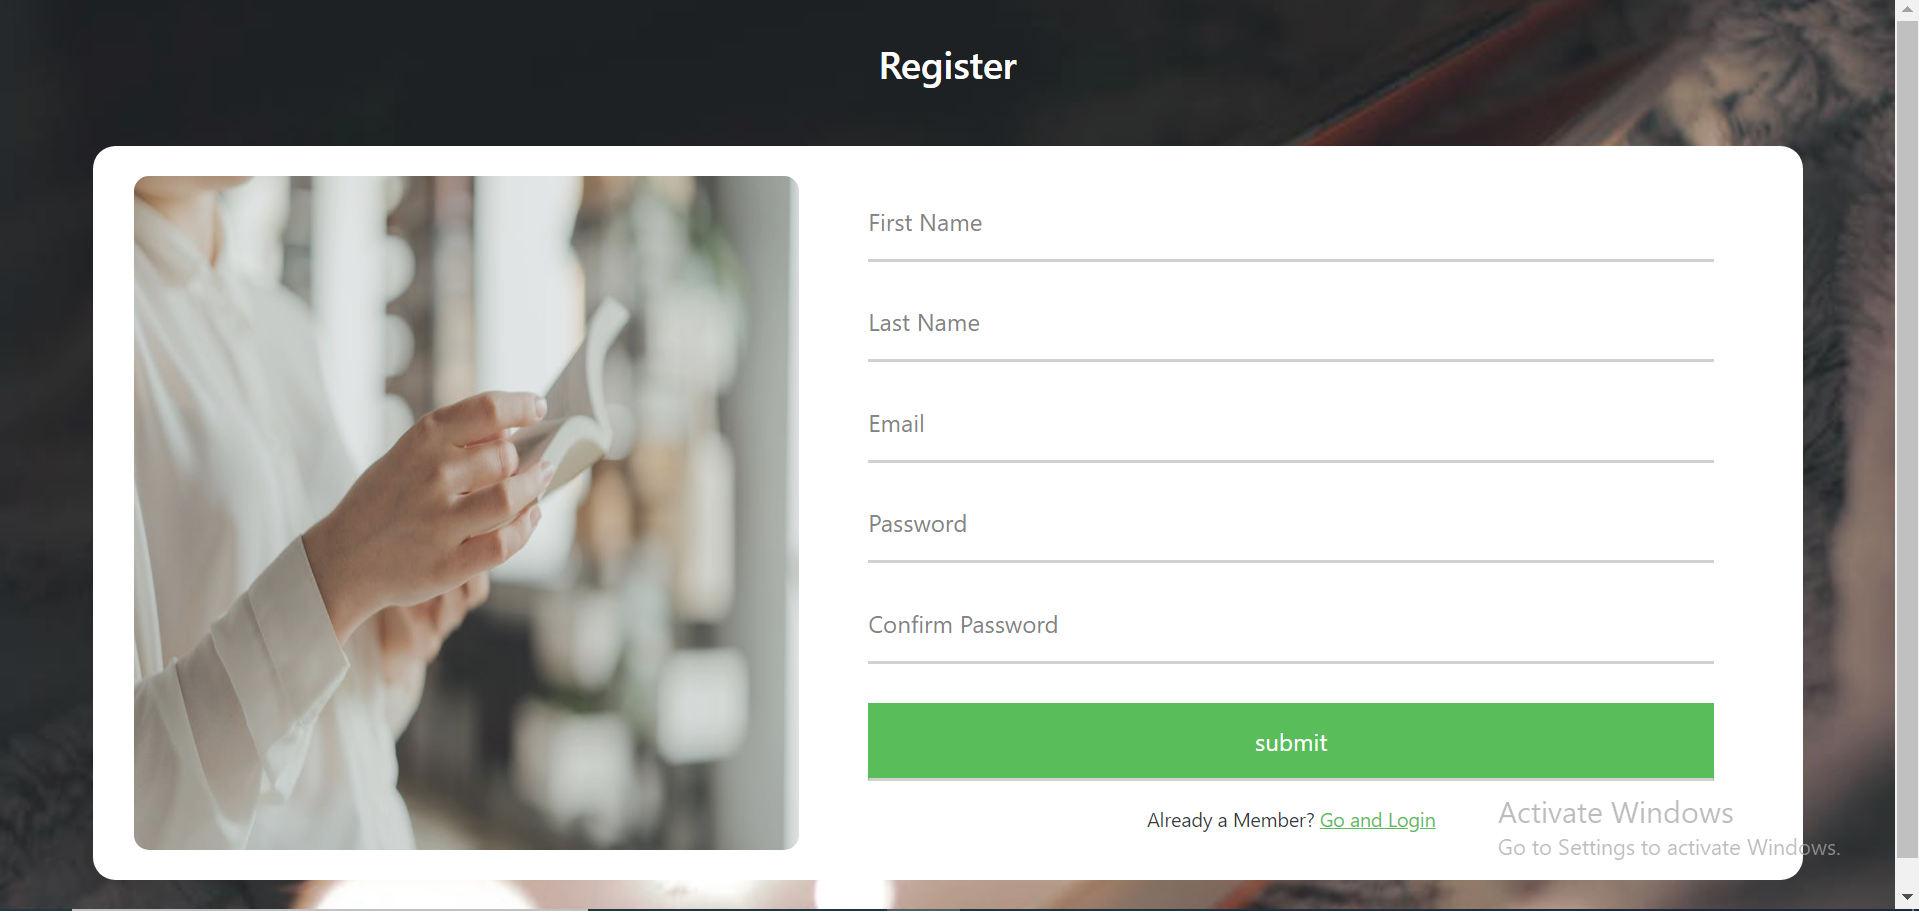 Register
First Name
Last Name
Email
Password
Confirm Password
submit
Already a Member? Go and Login
Activate Windows
Go to Settings to activate Windows.